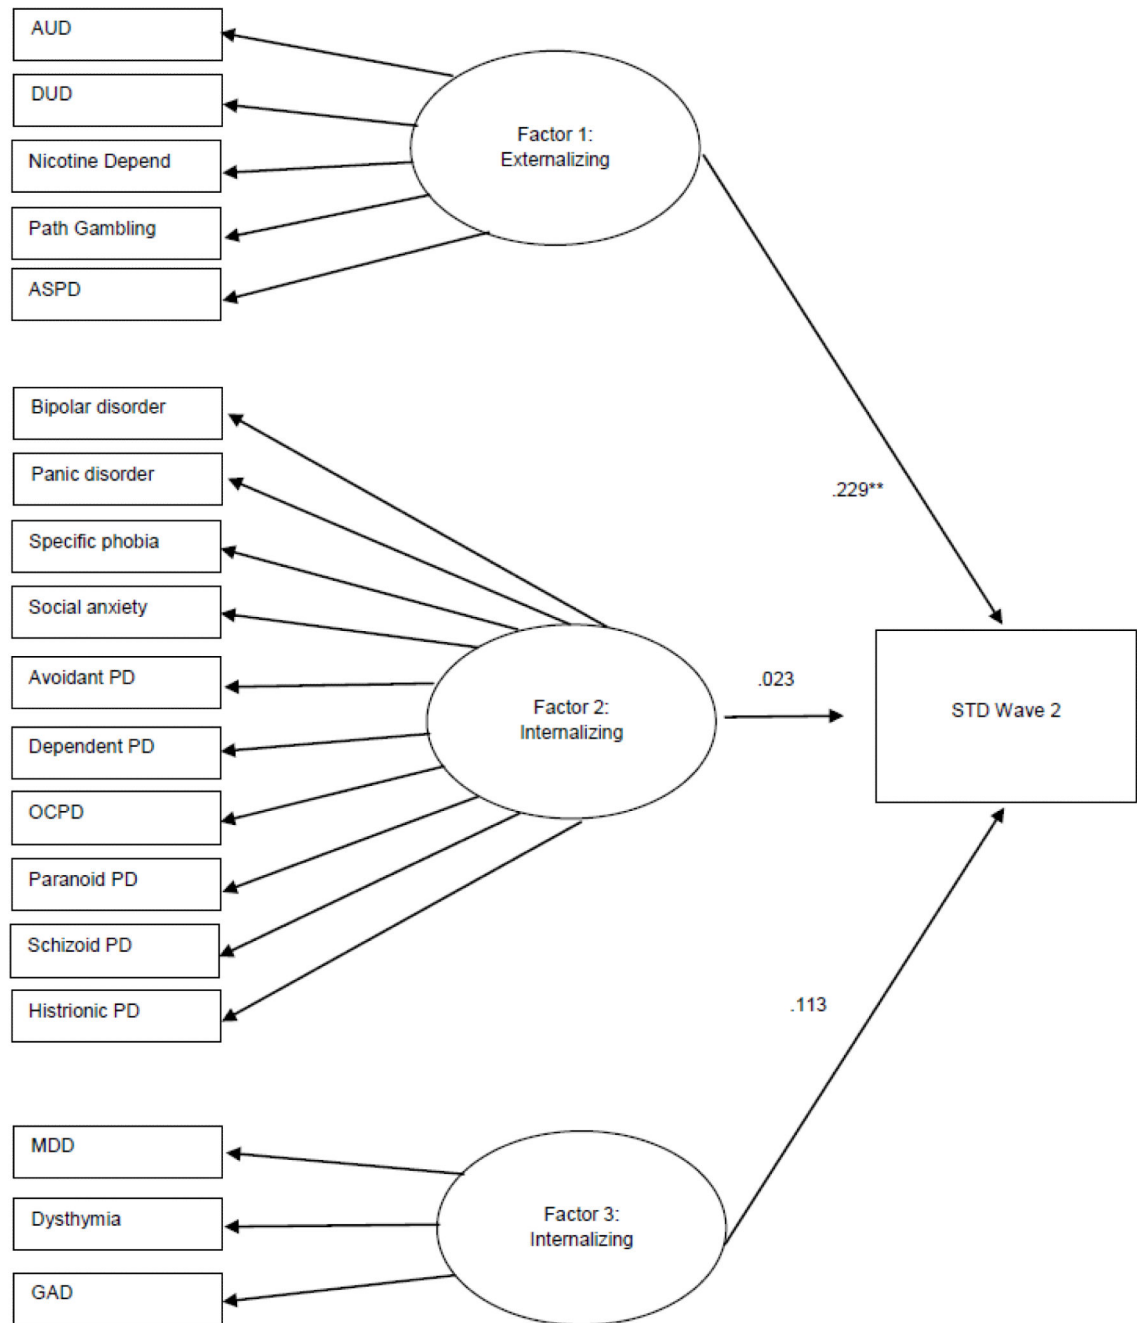 AUD
DUD
Nicotine Depend
Path Gambling
ASPD
Factor 1:
Externalizing
.229**
Bipolar disorder
Panic disorder
Specific phobia
Social anxiety
Avoidant PD
Dependent PD
OCPD
Paranoid PD
Schizoid PD
Histrionic PD
Factor 2:
Internalizing
.023
STD Wave 2
.113
MDD
Dysthymia
GAD
Factor 3:
Internalizing